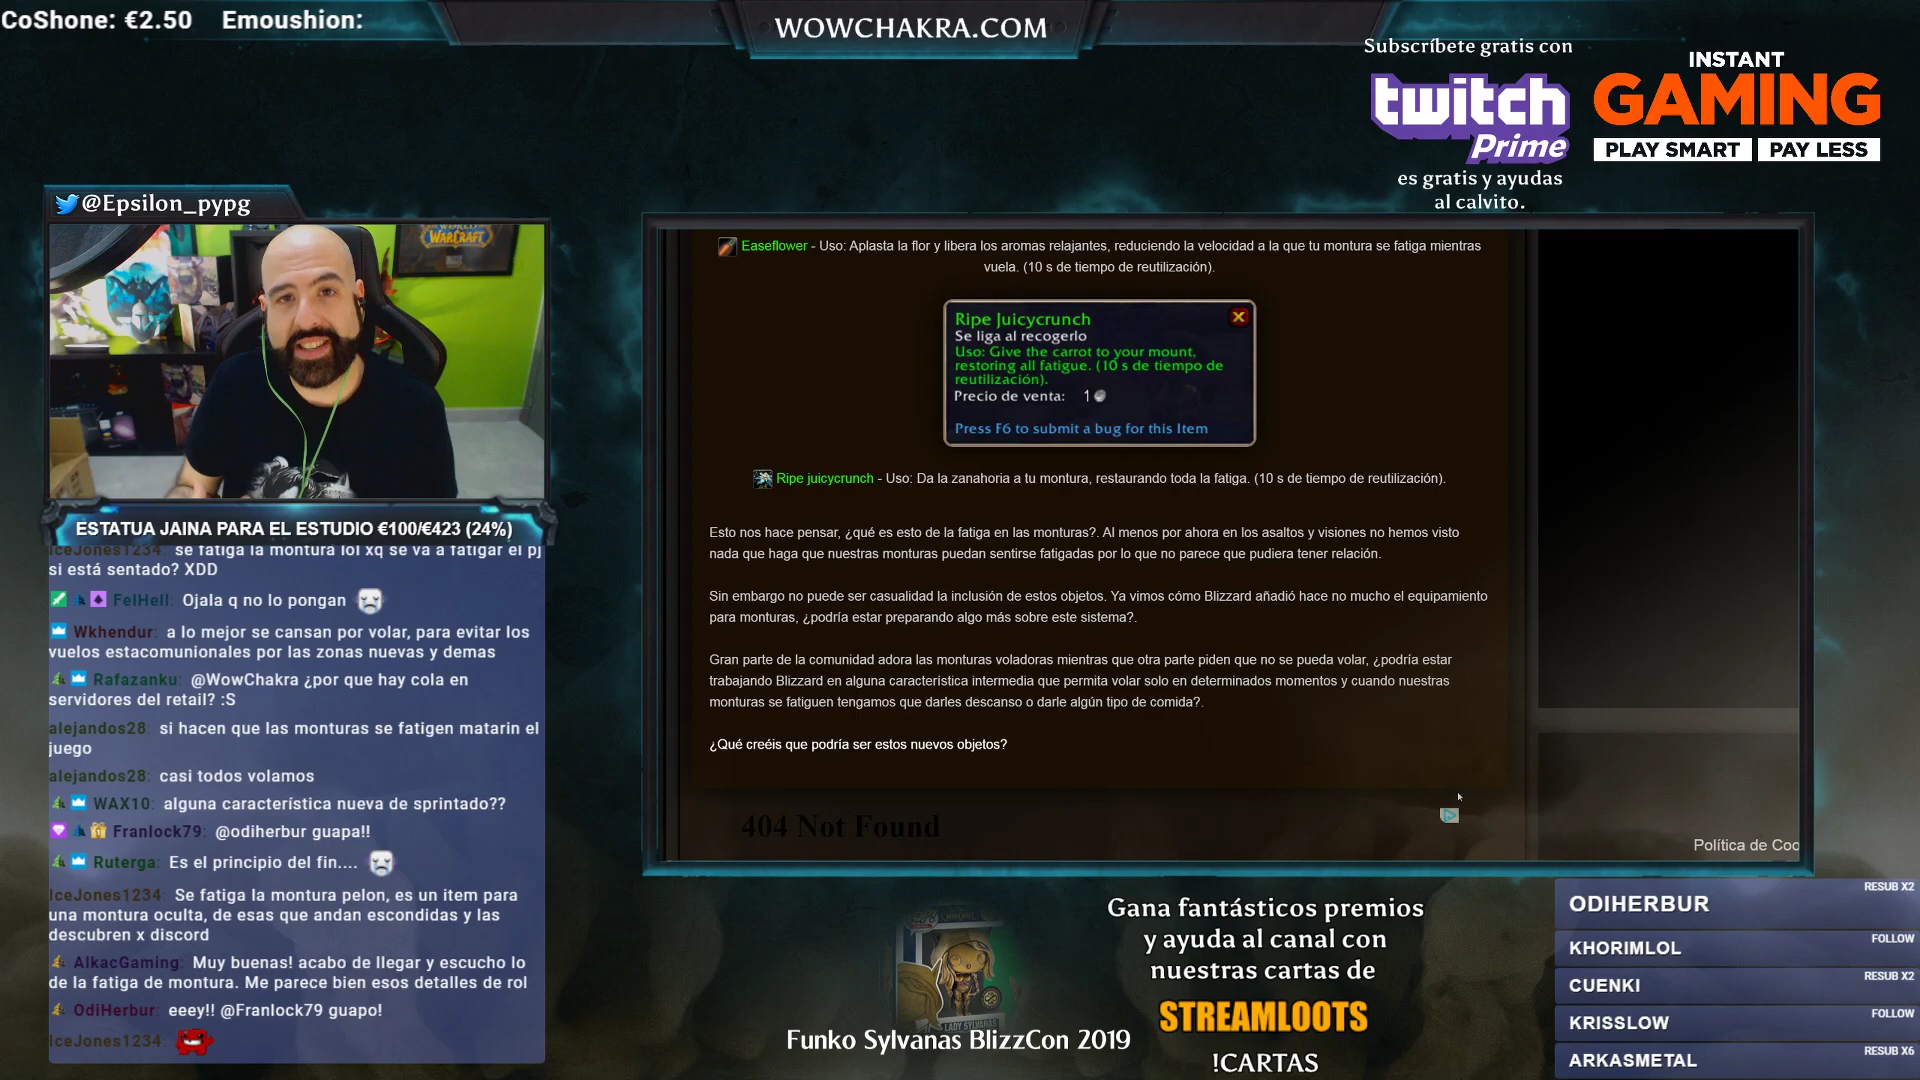 CoShone: €2.50 Emoushion:
WOWCHAKRA.COM
Subscríbete gratis con
twitch
Prime
es gratis y ayudas
al calvito.
INSTANT
GAMING
PLAY SMART PAY LESS
@Epsilon_pypg
WORLD
WARCRAFT
ESTATUA JAINA PARA EL ESTUDIO €100/€423 (24%)
IceJones1234: se fatiga la montura lol xq se va a fatigar el pj
si está sentado? XDD
FelHell: Ojala q no lo pongan
Wkhendur: a lo mejor se cansan por volar, para evitar los
vuelos estacomunionales por las zonas nuevas y demas
Rafazanku: @WowChakra ¿por que hay cola en
servidores del retail? :S
alejandos28: si hacen que las monturas se fatigen matarin el
juego
alejandos28: casi todos volamos
WAX10: alguna característica nueva de sprintado??
Franlock79: @odiherbur guapa!!
Ruterga: Es el principio del fin....
IceJones1234: Se fatiga la montura pelon, es un item para
una montura oculta, de esas que andan escondidas y las
descubren x discord
AlkacGaming: Muy buenas! acabo de llegar y escucho lo
de la fatiga de montura. Me parece bien esos detalles de rol
OdiHerbur: eeey!! @Franlock79 guapo!
IceJones1234:
Easeflower - Uso: Aplasta la flor y libera los aromas relajantes, reduciendo la velocidad a la que tu montura se fatiga mientras
vuela. (10 s de tiempo de reutilización).
Ripe Juicycrunch
Se liga al recogerlo
Uso: Give the carrot to your mount,
restoring all fatigue. (10 s de tiempo de
reutilización).
Precio de venta: 1
Press F6 to submit a bug for this Item
Ripe juicycrunch - Uso: Da la zanahoria a tu montura, restaurando toda la fatiga. (10 s de tiempo de reutilización).
Esto nos hace pensar, ¿qué es esto de la fatiga en las monturas?. Al menos por ahora en los asaltos y visiones no hemos visto
nada que haga que nuestras monturas puedan sentirse fatigadas por lo que no parece que pudiera tener relación.
Sin embargo no puede ser casualidad la inclusión de estos objetos. Ya vimos cómo Blizzard añadió hace no mucho el equipamiento
para monturas, ¿podría estar preparando algo más sobre este sistema?.
Gran parte de la comunidad adora las monturas voladoras mientras que otra parte piden que no se pueda volar, ¿podría estar
trabajando Blizzard en alguna característica intermedia que permita volar solo en determinados momentos y cuando nuestras
monturas se fatiguen tengamos que darles descanso o darle algún tipo de comida?.
¿Qué creéis que podría ser estos nuevos objetos?
404 Not Found
Política de Coo
LADY SYLVANAS
Funko Sylvanas BlizzCon 2019
Gana fantásticos premios
y ayuda al canal con
nuestras cartas de
STREAMLOOTS
!CARTAS
ODIHERBUR RESUB X2
KHORIMLOL FOLLOW
CUENKI RESUB X2
KRISSLOW FOLLOW
ARKASMETAL RESUB X6